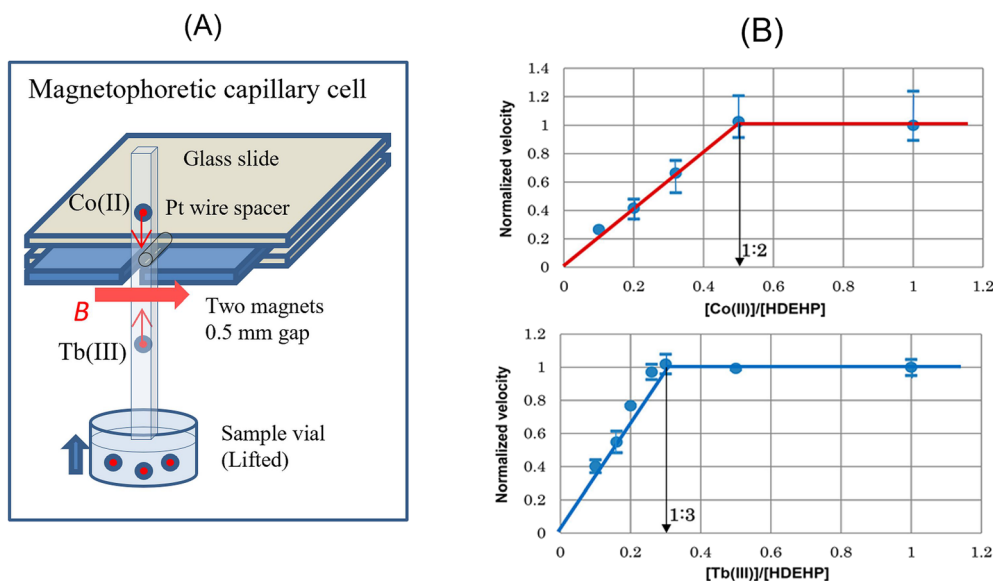 (A)
Magnetophoretic capillary cell
Glass slide
Co(II)
Pt wire spacer
B
Two magnets
0.5 mm gap
Tb(III)
Sample vial
(Lifted)
(B)
Normalized velocity
1.4
1.2
1
0.8
0.6
0.4
0.2
0
1:2
0 0.2 0.4 0.6 0.8 1 1.2
[Co(II)]/[HDEHP]
Normalized velocity
1.2
1
0.8
0.6
0.4
0.2
0
1:3
0 0.2 0.4 0.6 0.8 1 1.2
[Tb(III)]/[HDEHP]